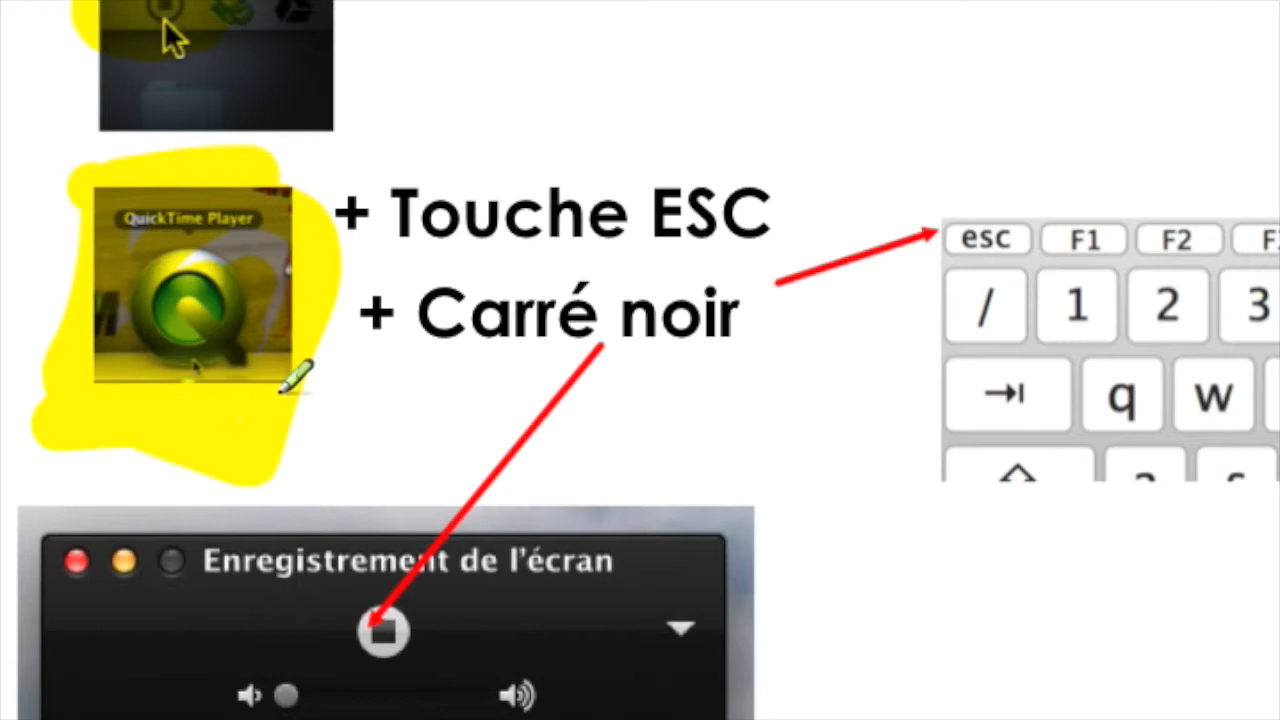 QuickTime Player
+ Touche ESC
+ Carré noir
esc F1 F2
/ 1 2 3
q w
Enregistrement de l'écran